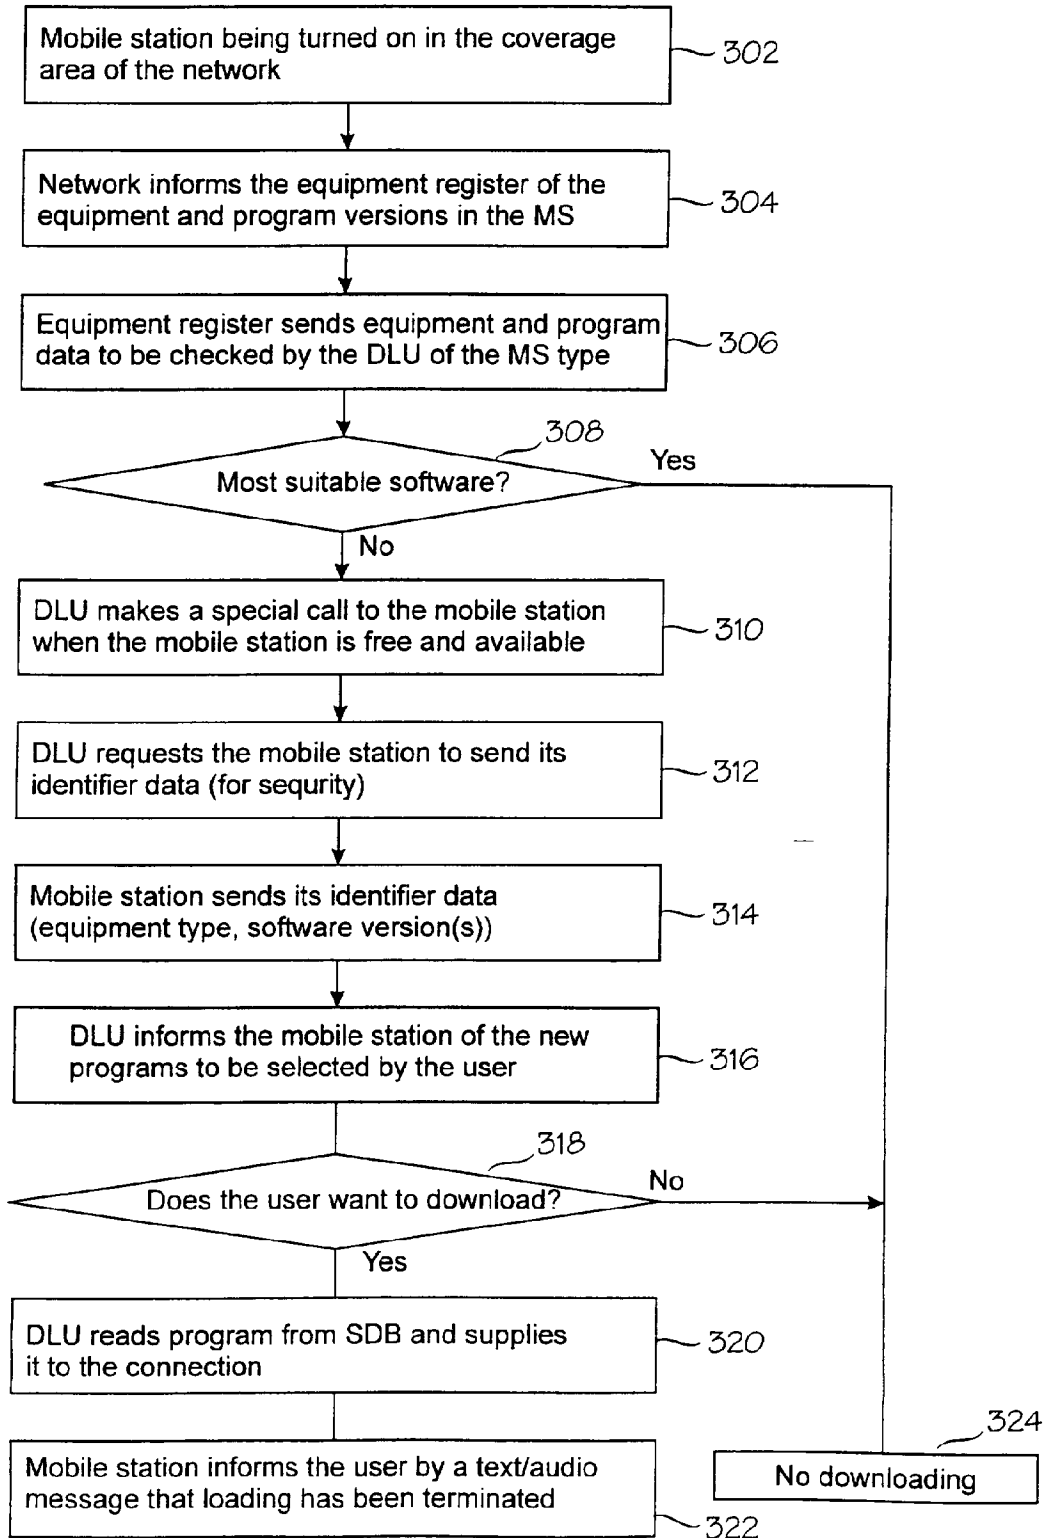 Mobile station being turned on in the coverage
area of the network
302
Network informs the equipment register of the
equipment and program versions in the MS
304
Equipment register sends equipment and program
data to be checked by the DLU of the MS type
306
308
Most suitable software?
Yes
No
DLU makes a special call to the mobile station
when the mobile station is free and available
310
DLU requests the mobile station to send its
identifier data (for sequrity)
312
Mobile station sends its identifier data
(equipment type, software version(s))
314
DLU informs the mobile station of the new
programs to be selected by the user
316
318
Does the user want to download?
No
Yes
DLU reads program from SDB and supplies
it to the connection
320
Mobile station informs the user by a text/audio
message that loading has been terminated
322
324
No downloading